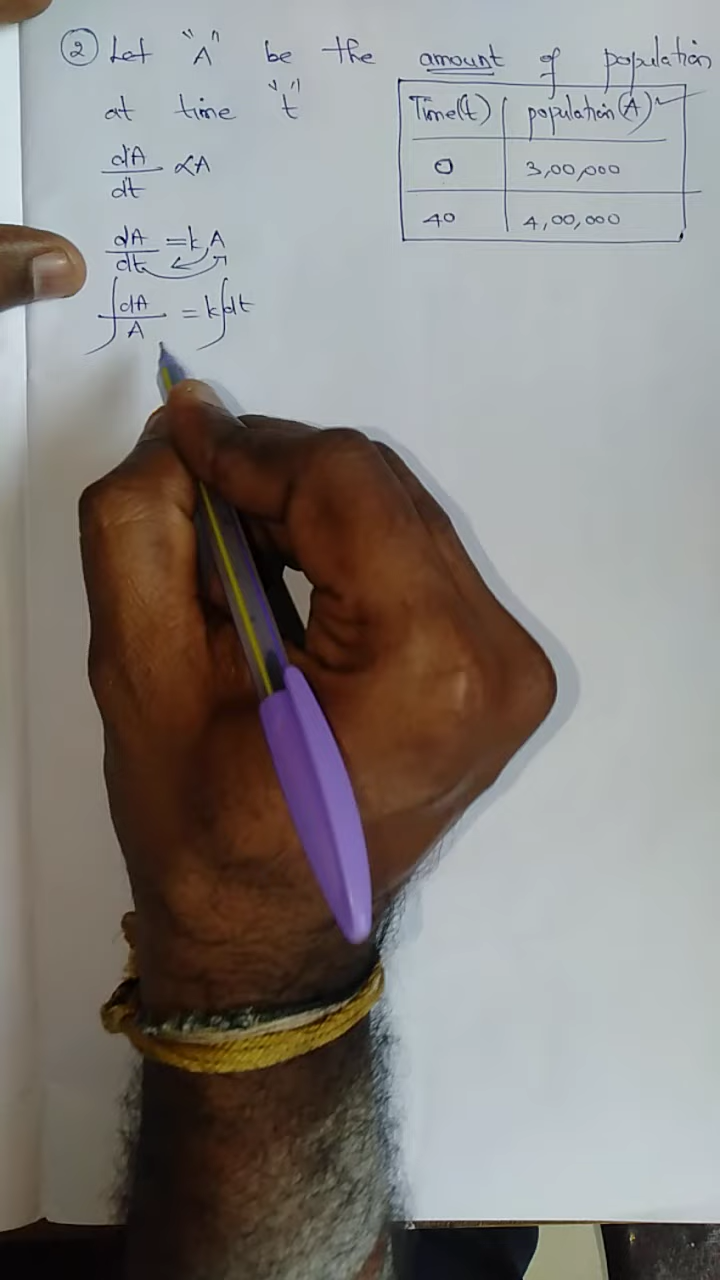 ② Let "A" be the amount of population
at time "t"
Time(t) population(A)
0 3,00,000
40 4,00,000
dA/dt ∝A
dA/dt =kA
∫dA/A = k∫dt